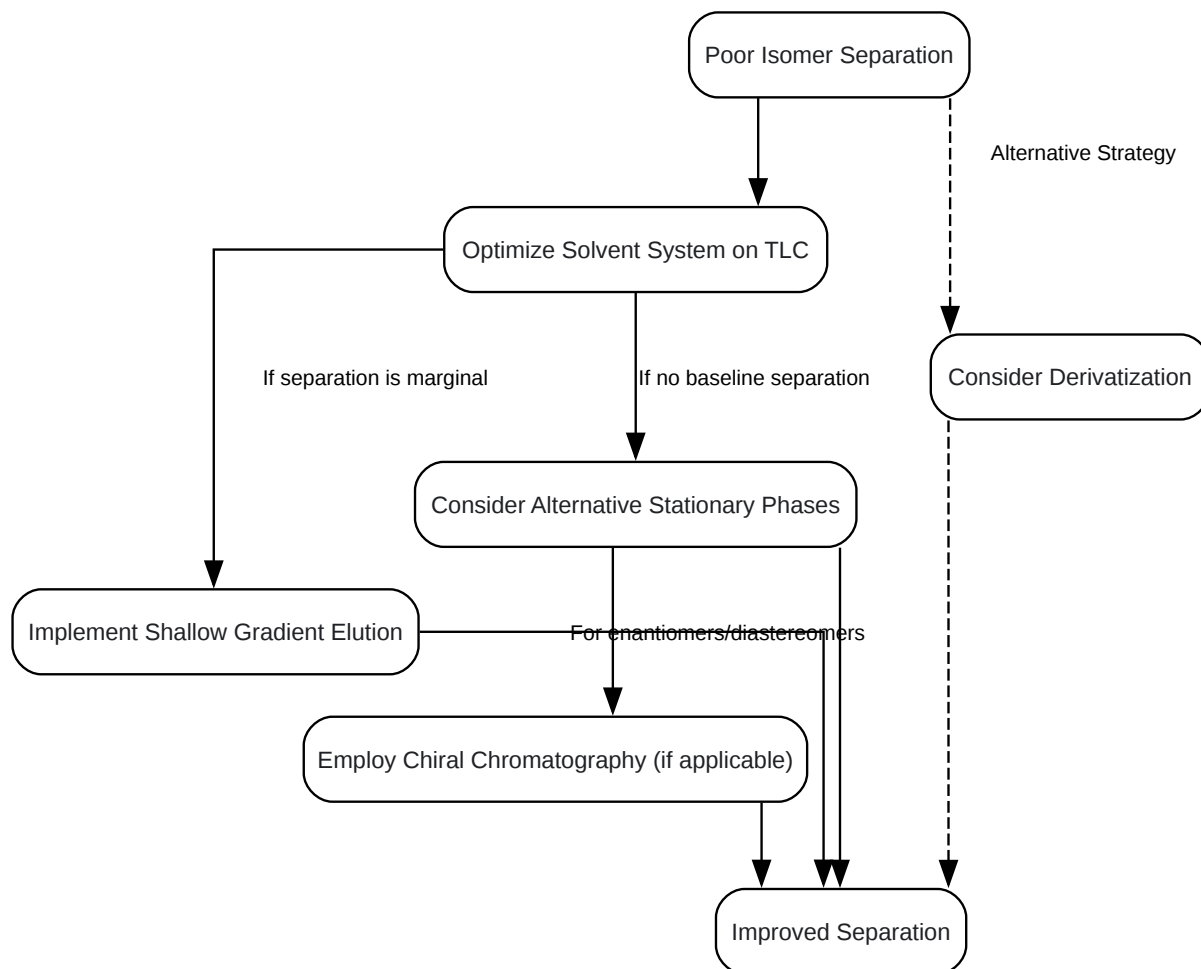 Poor Isomer Separation
Alternative Strategy
Optimize Solvent System on TLC
If separation is marginal
If no baseline separation
Consider Derivatization
Consider Alternative Stationary Phases
Implement Shallow Gradient Elution
For enantiomers/diastereomers
Employ Chiral Chromatography (if applicable)
Improved Separation